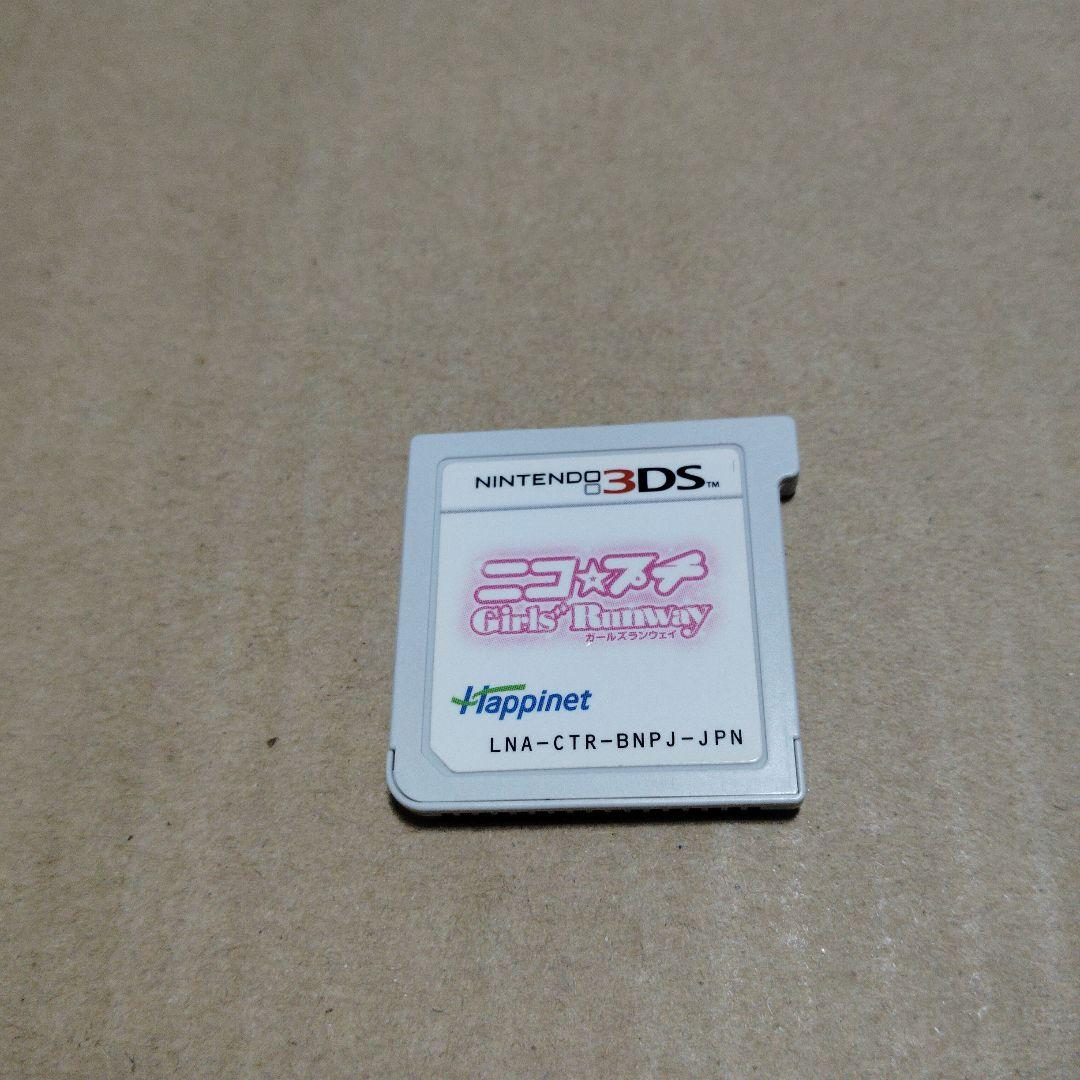 NINTENDO 3DS™
ニコ☆プチ
Girls' Runway
ガールズランウェイ
Happinet
LNA-CTR-BNPJ-JPN